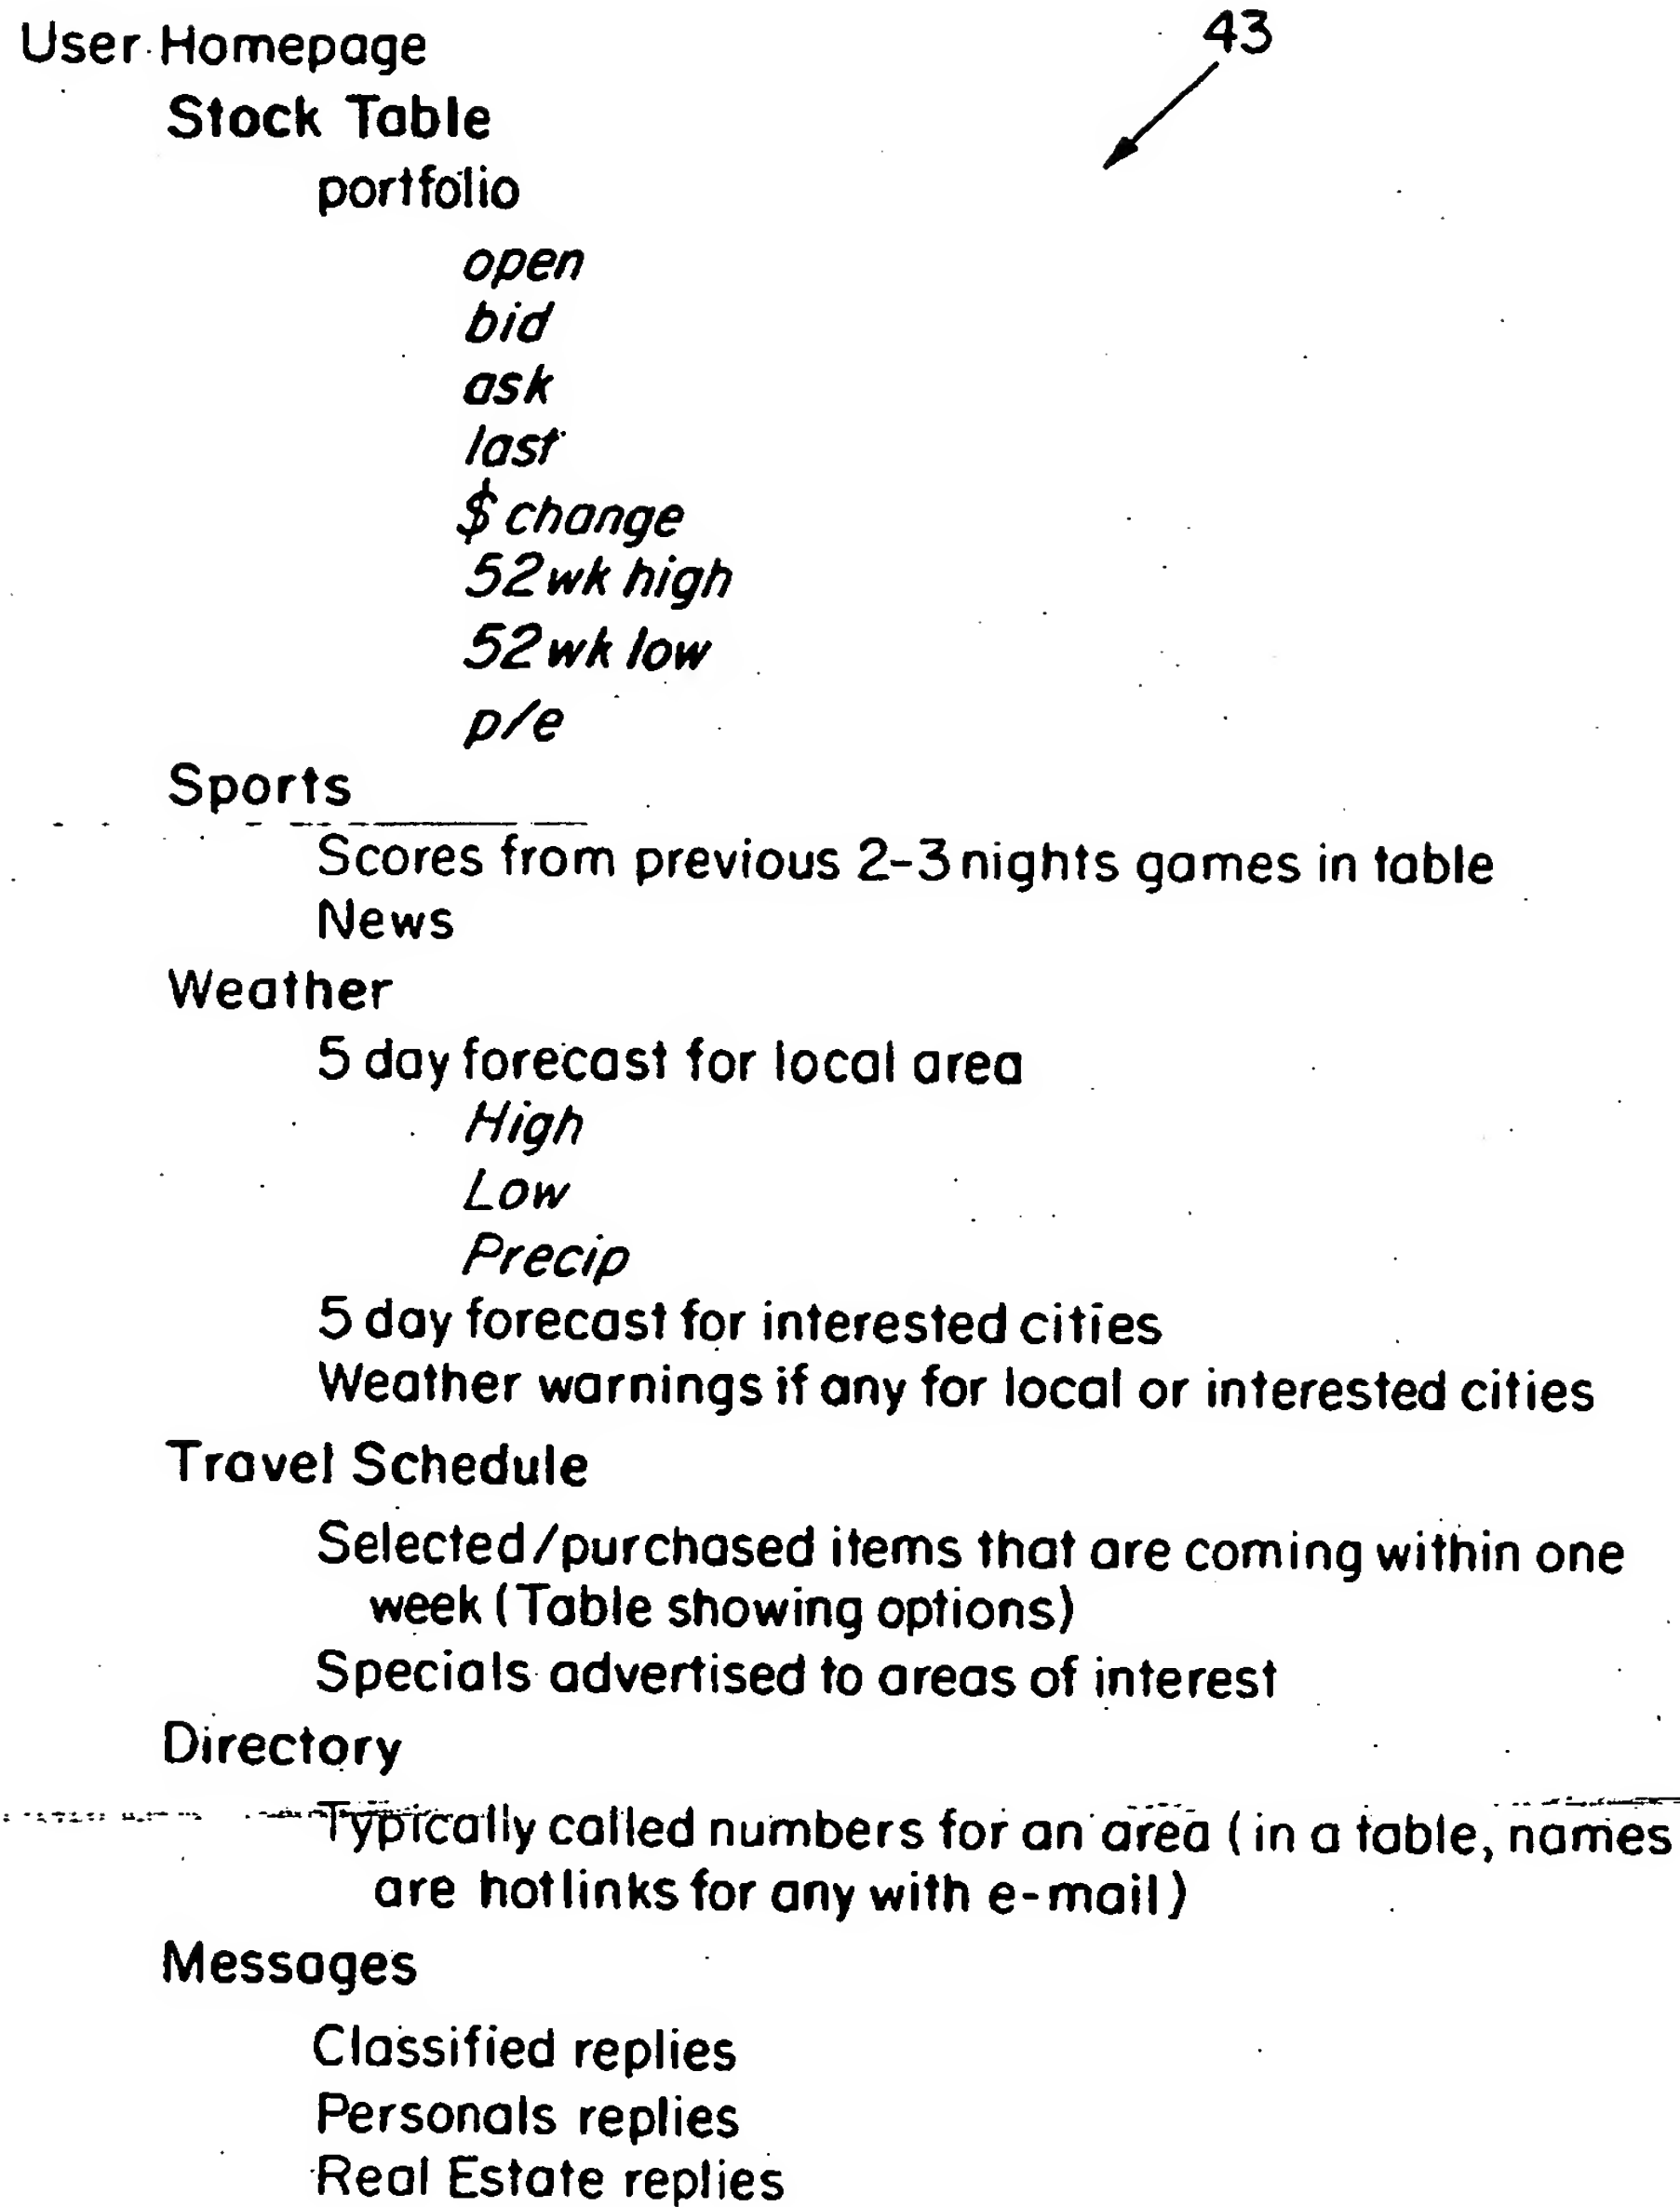 User Homepage
43
Stock Table
portfolio
open
bid
ask
last
$ change
52 wk high
52 wk low
p/e
Sports
Scores from previous 2-3 nights games in table
News
Weather
5 day forecast for local area
High
Low
Precip
5 day forecast for interested cities
Weather warnings if any for local or interested cities
Travel Schedule
Selected/purchased items that are coming within one
week (Table showing options)
Specials advertised to areas of interest
Directory
Typically called numbers for an area (in a table, names
are hotlinks for any with e-mail)
Messages
Classified replies
Personals replies
Real Estate replies